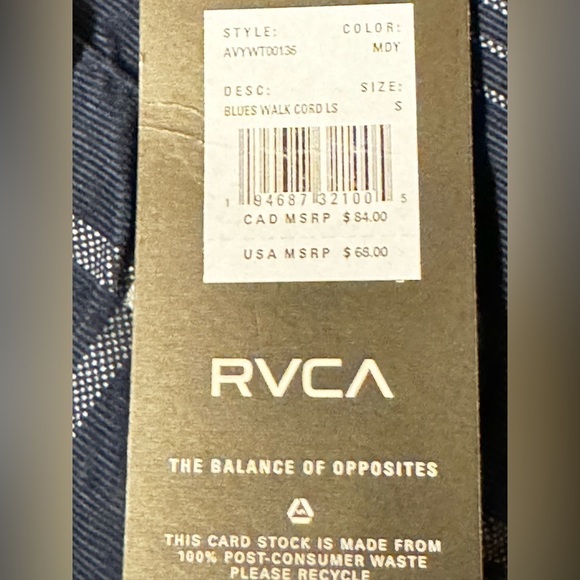 STYLE: COLOR:
AVYWT00136 MDY
DESC: SIZE:
BLUES WALK CORD LS S
1 94687 32100 5
CAD MSRP $84.00
USA MSRP $68.00
RVCA
THE BALANCE OF OPPOSITES
THIS CARD STOCK IS MADE FROM
100% POST-CONSUMER WASTE
PLEASE RECYCLE